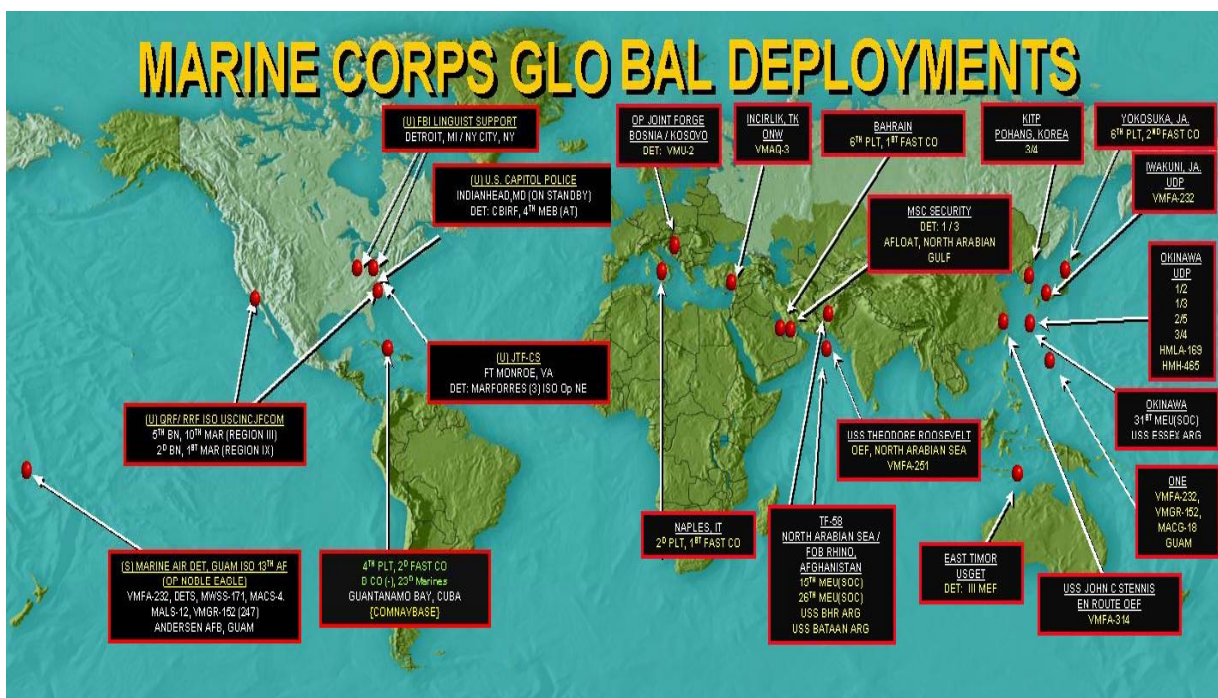 MARINE CORPS GLO BAL DEPLOYMENTS
(U) FBI LINGUIST SUPPORT
DETROIT, MI / NY CITY, NY
(U) U.S. CAPITOL POLICE
INDIANHEAD,MD (ON STANDBY)
DET: CBIRF, 4TH MEB (AT)
(U) JTF-CS
FT MONROE, VA
DET: MARFORRES (3) ISO Op NE
(U) QRF/ RRF ISO USCINCJFCOM
5TH BN, 10TH MAR (REGION III)
2D BN, 1ST MAR (REGION IX)
(S) MARINE AIR DET, GUAM ISO 13TH AF
(OP NOBLE EAGLE)
VMFA-232, DETS, MWSS-171, MACS-4.
MALS-12, VMGR-152 (247)
ANDERSEN AFB, GUAM
4TH PLT, 2D FAST CO
B CO (-), 23D Marines
GUANTANAMO BAY, CUBA
[COMNAVBASE]
OP JOINT FORGE
BOSNIA / KOSOVO
DET: VMU-2
INCIRLIK, TK
ONW
VMAQ-3
BAHRAIN
6TH PLT, 1ST FAST CO
MSC SECURITY
DET: 1 / 3
AFLOAT, NORTH ARABIAN
GULF
KITP
POHANG, KOREA
3/4
YOKOSUKA, JA.
6TH PLT, 2ND FAST CO
IWAKUNI, JA.
UDP
VMFA-232
OKINAWA
UDP
1/2
1/3
2/5
3/4
HMLA-169
HMH-465
OKINAWA
31ST MEU(SOC)
USS ESSEX ARG
ONE
VMFA-232,
VMGR-152,
MACG-18
GUAM
USS THEODORE ROOSEVELT
OEF, NORTH ARABIAN SEA
VMFA-251
NAPLES, IT
2D PLT, 1ST FAST CO
TF-58
NORTH ARABIAN SEA /
FOB RHINO,
AFGHANISTAN
15TH MEU(SOC)
26TH MEU(SOC)
USS BHR ARG
USS BATAAN ARG
EAST TIMOR
USGET
DET: III MEF
USS JOHN C STENNIS
EN ROUTE OEF
VMFA-314